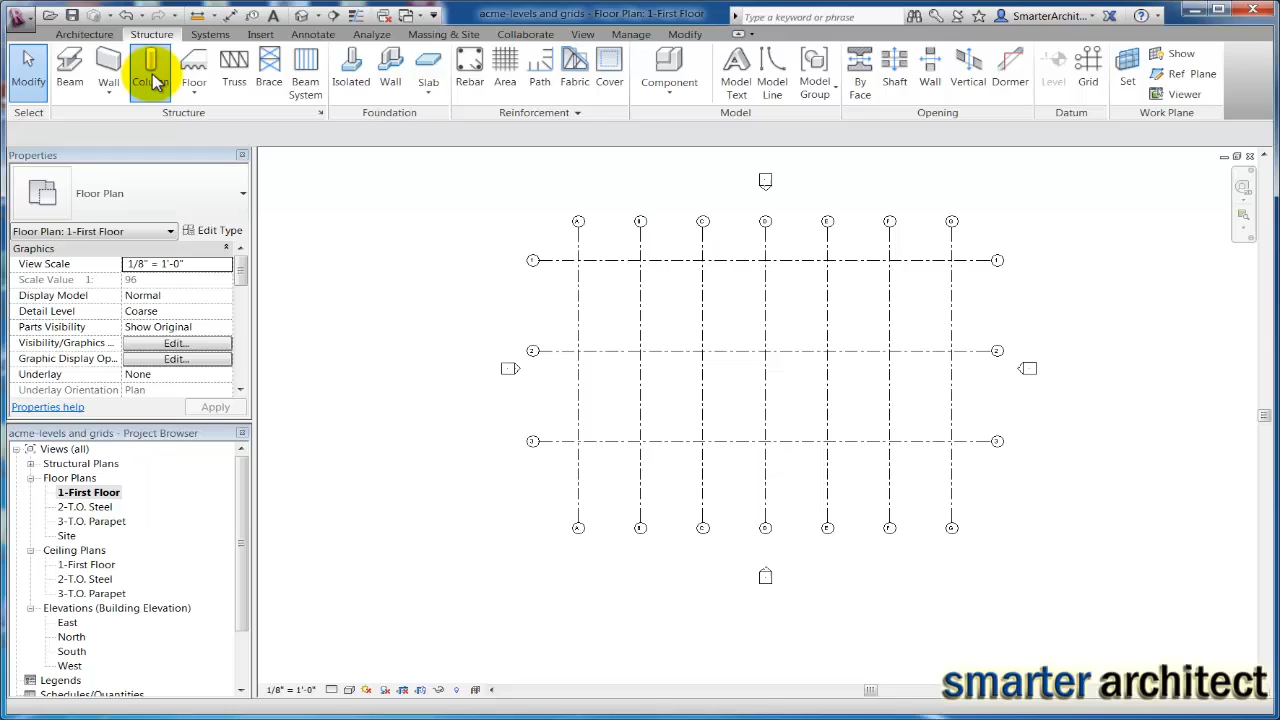 acme-levels and grids - Floor Plan: 1-First Floor
Type a keyword or phrase
SmarterArchit...
Architecture Structure Systems Insert Annotate Analyze Massing & Site Collaborate View Manage Modify
Modify Beam Wall Column Floor Truss Brace Beam System Isolated Wall Slab Rebar Area Path Fabric Cover Component Model Text Model Line Model Group By Face Shaft Wall Vertical Dormer Level Grid Set
Show
Ref Plane
Viewer
Select Structure Foundation Reinforcement Model Opening Datum Work Plane
Properties
Floor Plan
Floor Plan: 1-First Floor Edit Type
Graphics
View Scale 1/8" = 1'-0"
Scale Value 1: 96
Display Model Normal
Detail Level Coarse
Parts Visibility Show Original
Visibility/Graphics ... Edit...
Graphic Display Op... Edit...
Underlay None
Underlay Orientation Plan
Properties help Apply
acme-levels and grids - Project Browser
Views (all)
Structural Plans
Floor Plans
1-First Floor
2-T.O. Steel
3-T.O. Parapet
Site
Ceiling Plans
1-First Floor
2-T.O. Steel
3-T.O. Parapet
Elevations (Building Elevation)
East
North
South
West
Legends
Schedules/Quantities
A B C D E F G
1 1
2 2
3 3
A B C D E F G
1/8" = 1'-0"
smarter architect